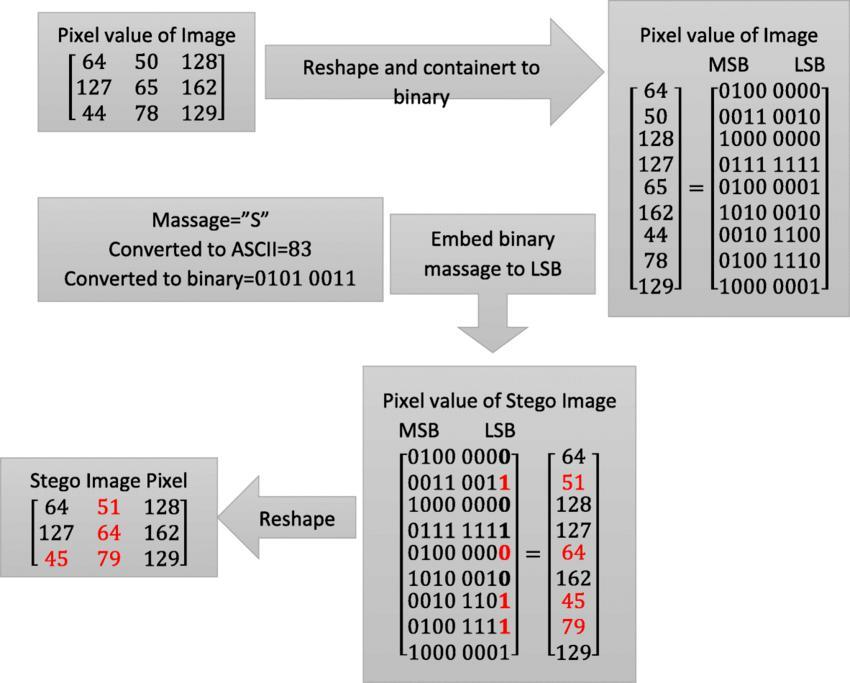 Pixel value of Image
64 50 128
127 65 162
44 78 129
Reshape and containert to
binary
Pixel value of Image
MSB LSB
64 0100 0000
50 0011 0010
128 1000 0000
127 0111 1111
65 = 0100 0001
162 1010 0010
44 0010 1100
78 0100 1110
129 1000 0001
Massage=”S”
Converted to ASCII=83
Converted to binary=0101 0011
Embed binary
massage to LSB
Pixel value of Stego Image
MSB LSB
0100 0000 64
0011 0011 51
1000 0000 128
0111 1111 127
0100 0000 = 64
1010 0010 162
0010 1101 45
0100 1111 79
1000 0001 129
Reshape
Stego Image Pixel
64 51 128
127 64 162
45 79 129